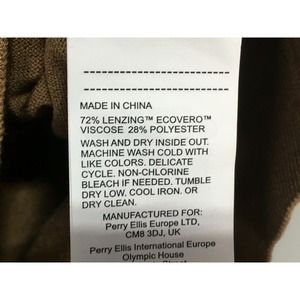 MADE IN CHINA
72% LENZING™ ECOVERO™
VISCOSE 28% POLYESTER
WASH AND DRY INSIDE OUT.
MACHINE WASH COLD WITH
LIKE COLORS. DELICATE
CYCLE. NON-CHLORINE
BLEACH IF NEEDED. TUMBLE
DRY LOW. COOL IRON. OR
DRY CLEAN.
MANUFACTURED FOR:
Perry Ellis Europe LTD,
CM8 3DJ, UK
Perry Ellis International Europe
Olympic House